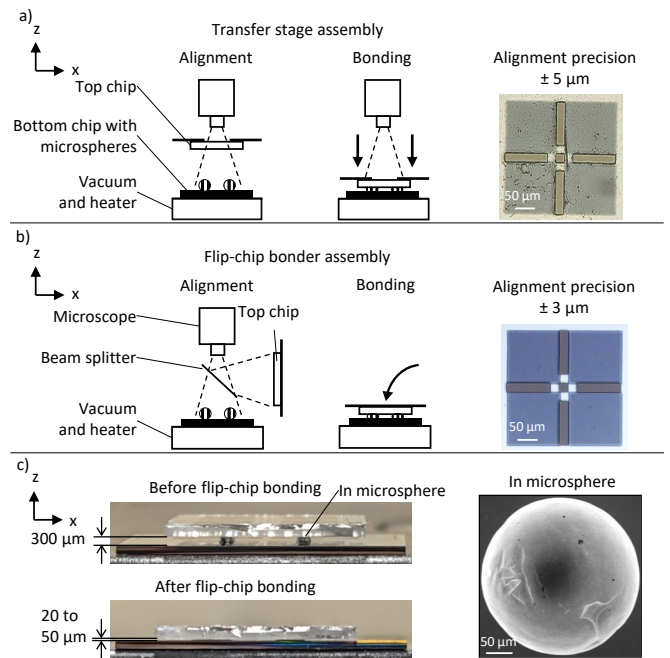 a)
Transfer stage assembly
z
x
Alignment
Bonding
Alignment precision
± 5 µm
Top chip
Bottom chip with
microspheres
Vacuum
and heater
50 µm
b)
Flip-chip bonder assembly
z
x
Alignment
Bonding
Alignment precision
± 3 µm
Microscope
Top chip
Beam splitter
Vacuum
and heater
50 µm
c)
z
x
Before flip-chip bonding
In microsphere
In microsphere
300 µm
After flip-chip bonding
20 to
50 µm
50 µm